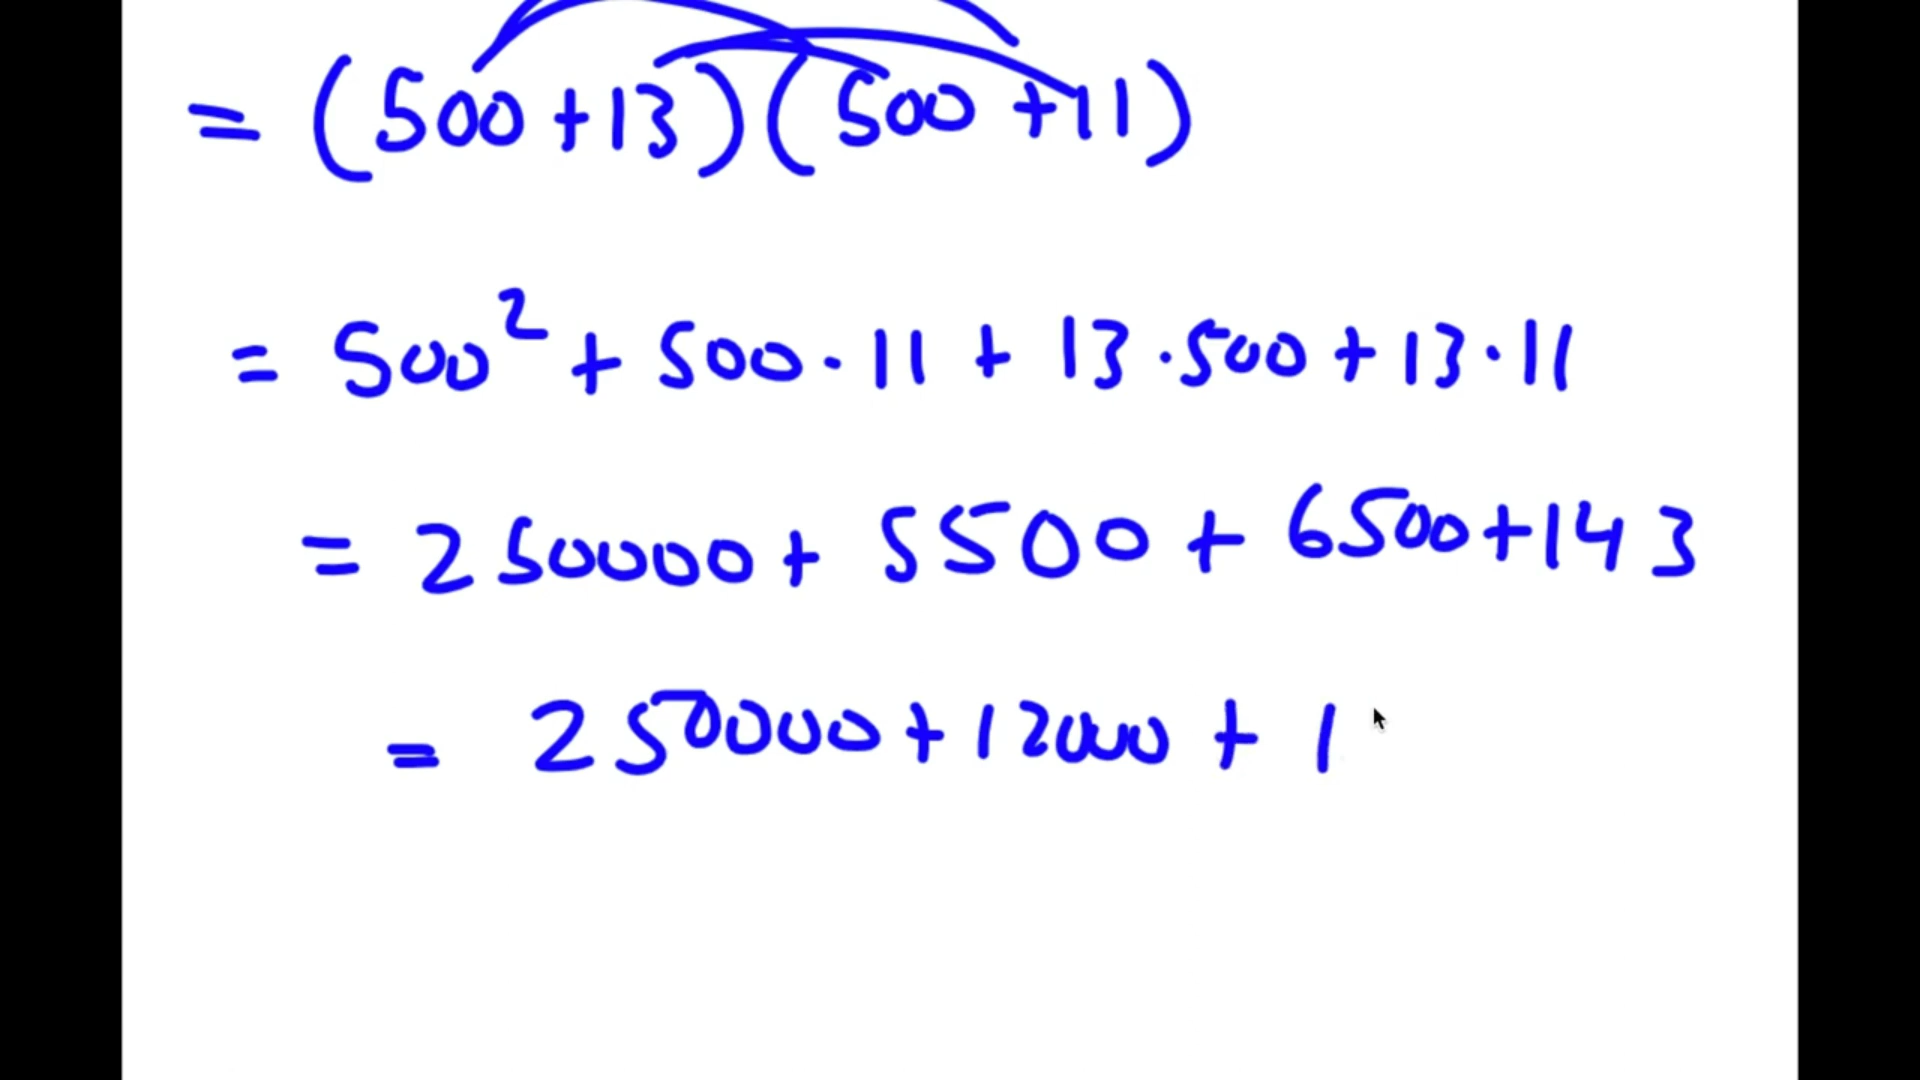 = (500 + 13) (500 + 11)
= 500² + 500 · 11 + 13 · 500 + 13 · 11
= 250000 + 5500 + 6500 + 143
= 250000 + 12000 + 1